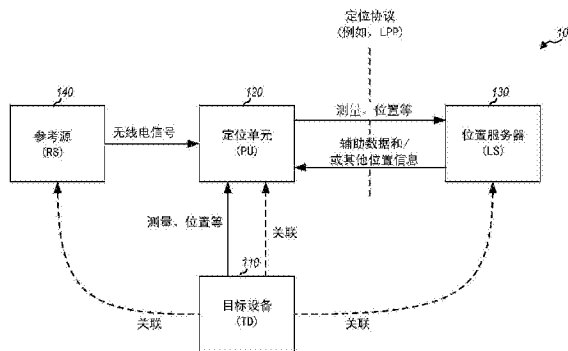 定位协议
(例如，LPP)
10
140
120
130
参考源
(RS)
无线电信号
定位单元
(PU)
测量、位置等
位置服务器
(LS)
辅助数据和/
或其他位置信息
测量、位置等
关联
110
目标设备
(TD)
关联
关联